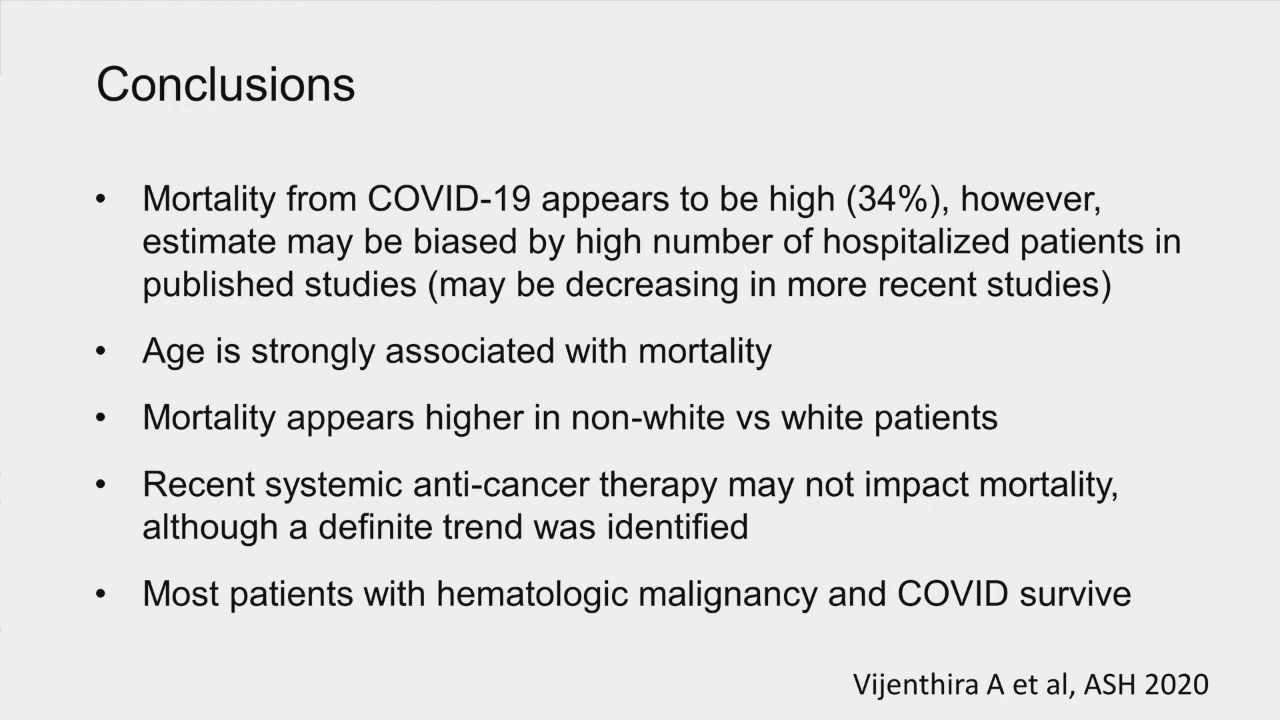 Conclusions
• Mortality from COVID-19 appears to be high (34%), however,
estimate may be biased by high number of hospitalized patients in
published studies (may be decreasing in more recent studies)
• Age is strongly associated with mortality
• Mortality appears higher in non-white vs white patients
• Recent systemic anti-cancer therapy may not impact mortality,
although a definite trend was identified
• Most patients with hematologic malignancy and COVID survive
Vijenthira A et al, ASH 2020